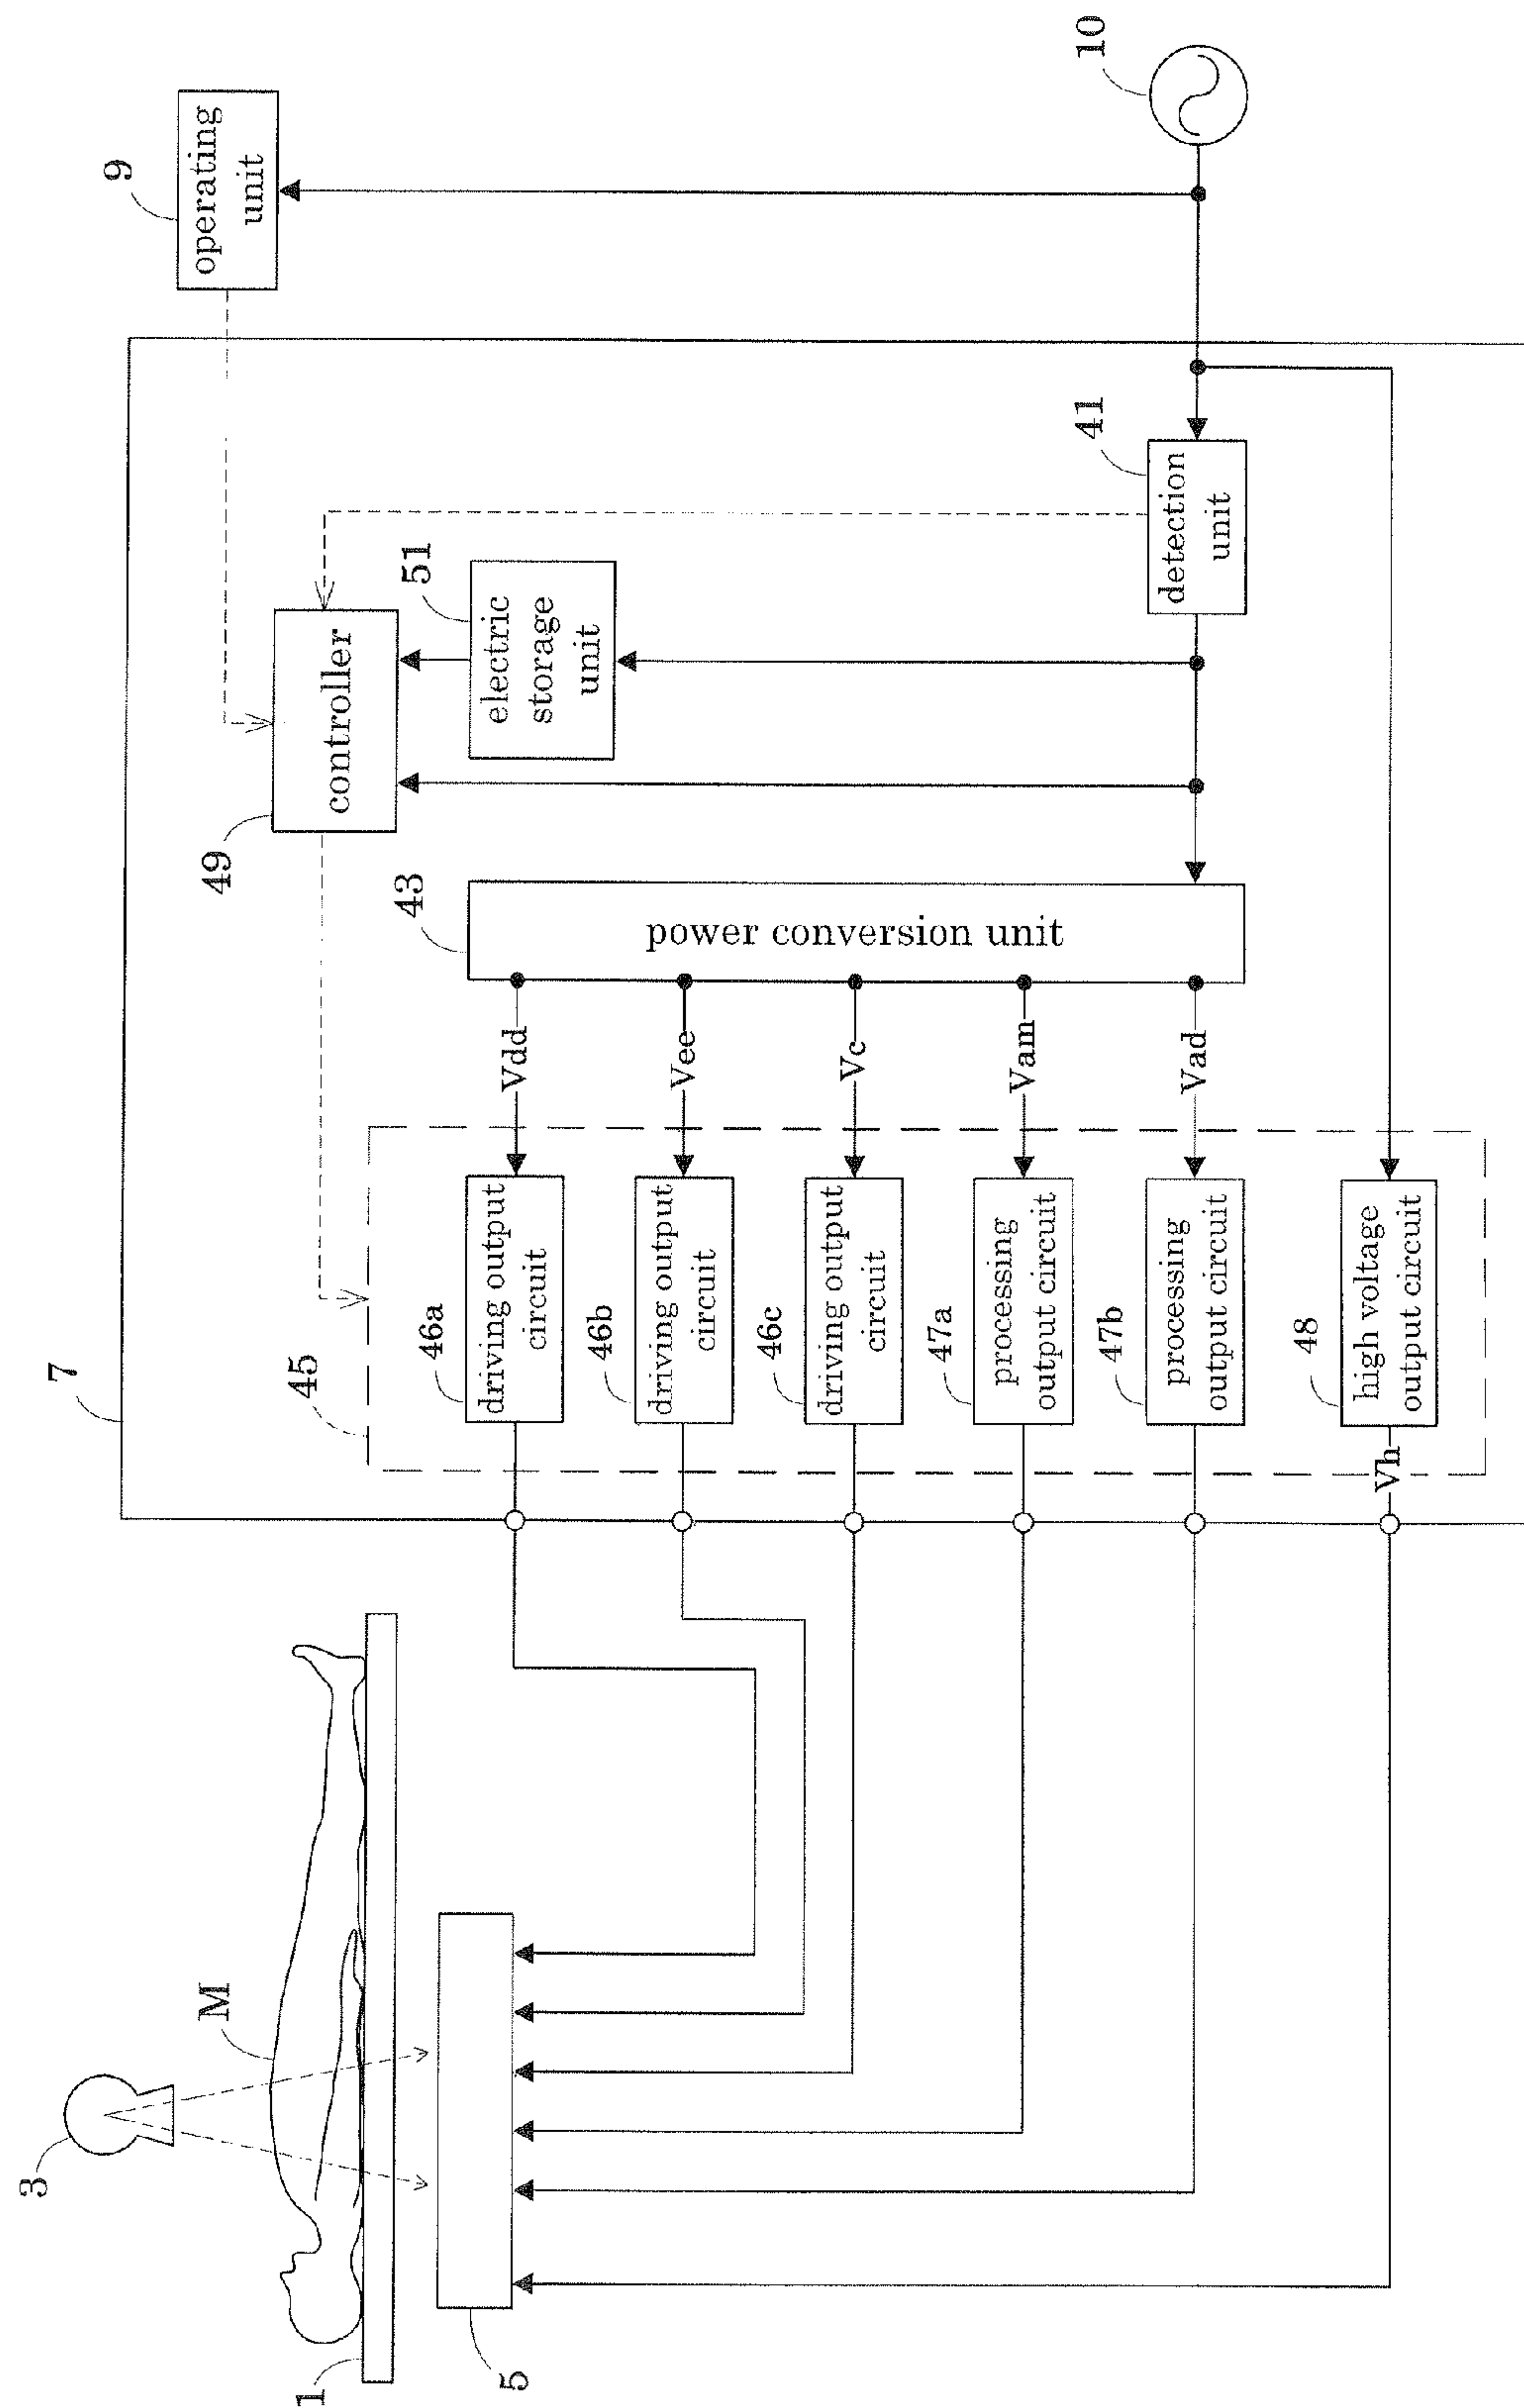 3
M
1
5
7
9
operating
unit
10
49
controller
51
electric
storage
unit
41
detection
unit
43
power conversion unit
Vdd
Vee
Vc
Vam
Vad
45
46a
driving output
circuit
46b
driving output
circuit
46c
driving output
circuit
47a
processing
output circuit
47b
processing
output circuit
48
high voltage
output circuit
Vh